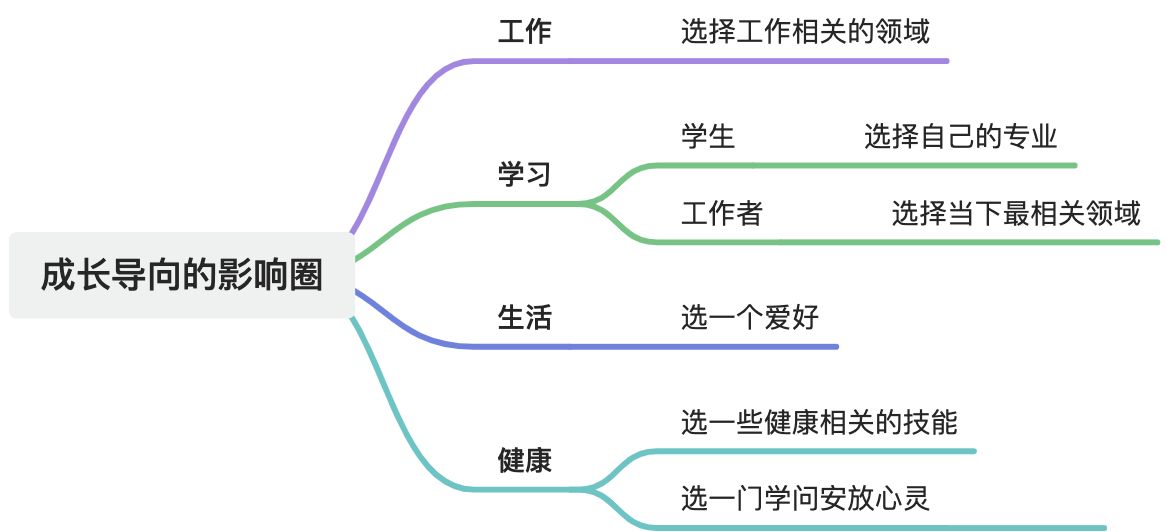 成长导向的影响圈
工作
选择工作相关的领域
学习
学生
选择自己的专业
工作者
选择当下最相关领域
生活
选一个爱好
健康
选一些健康相关的技能
选一门学问安放心灵